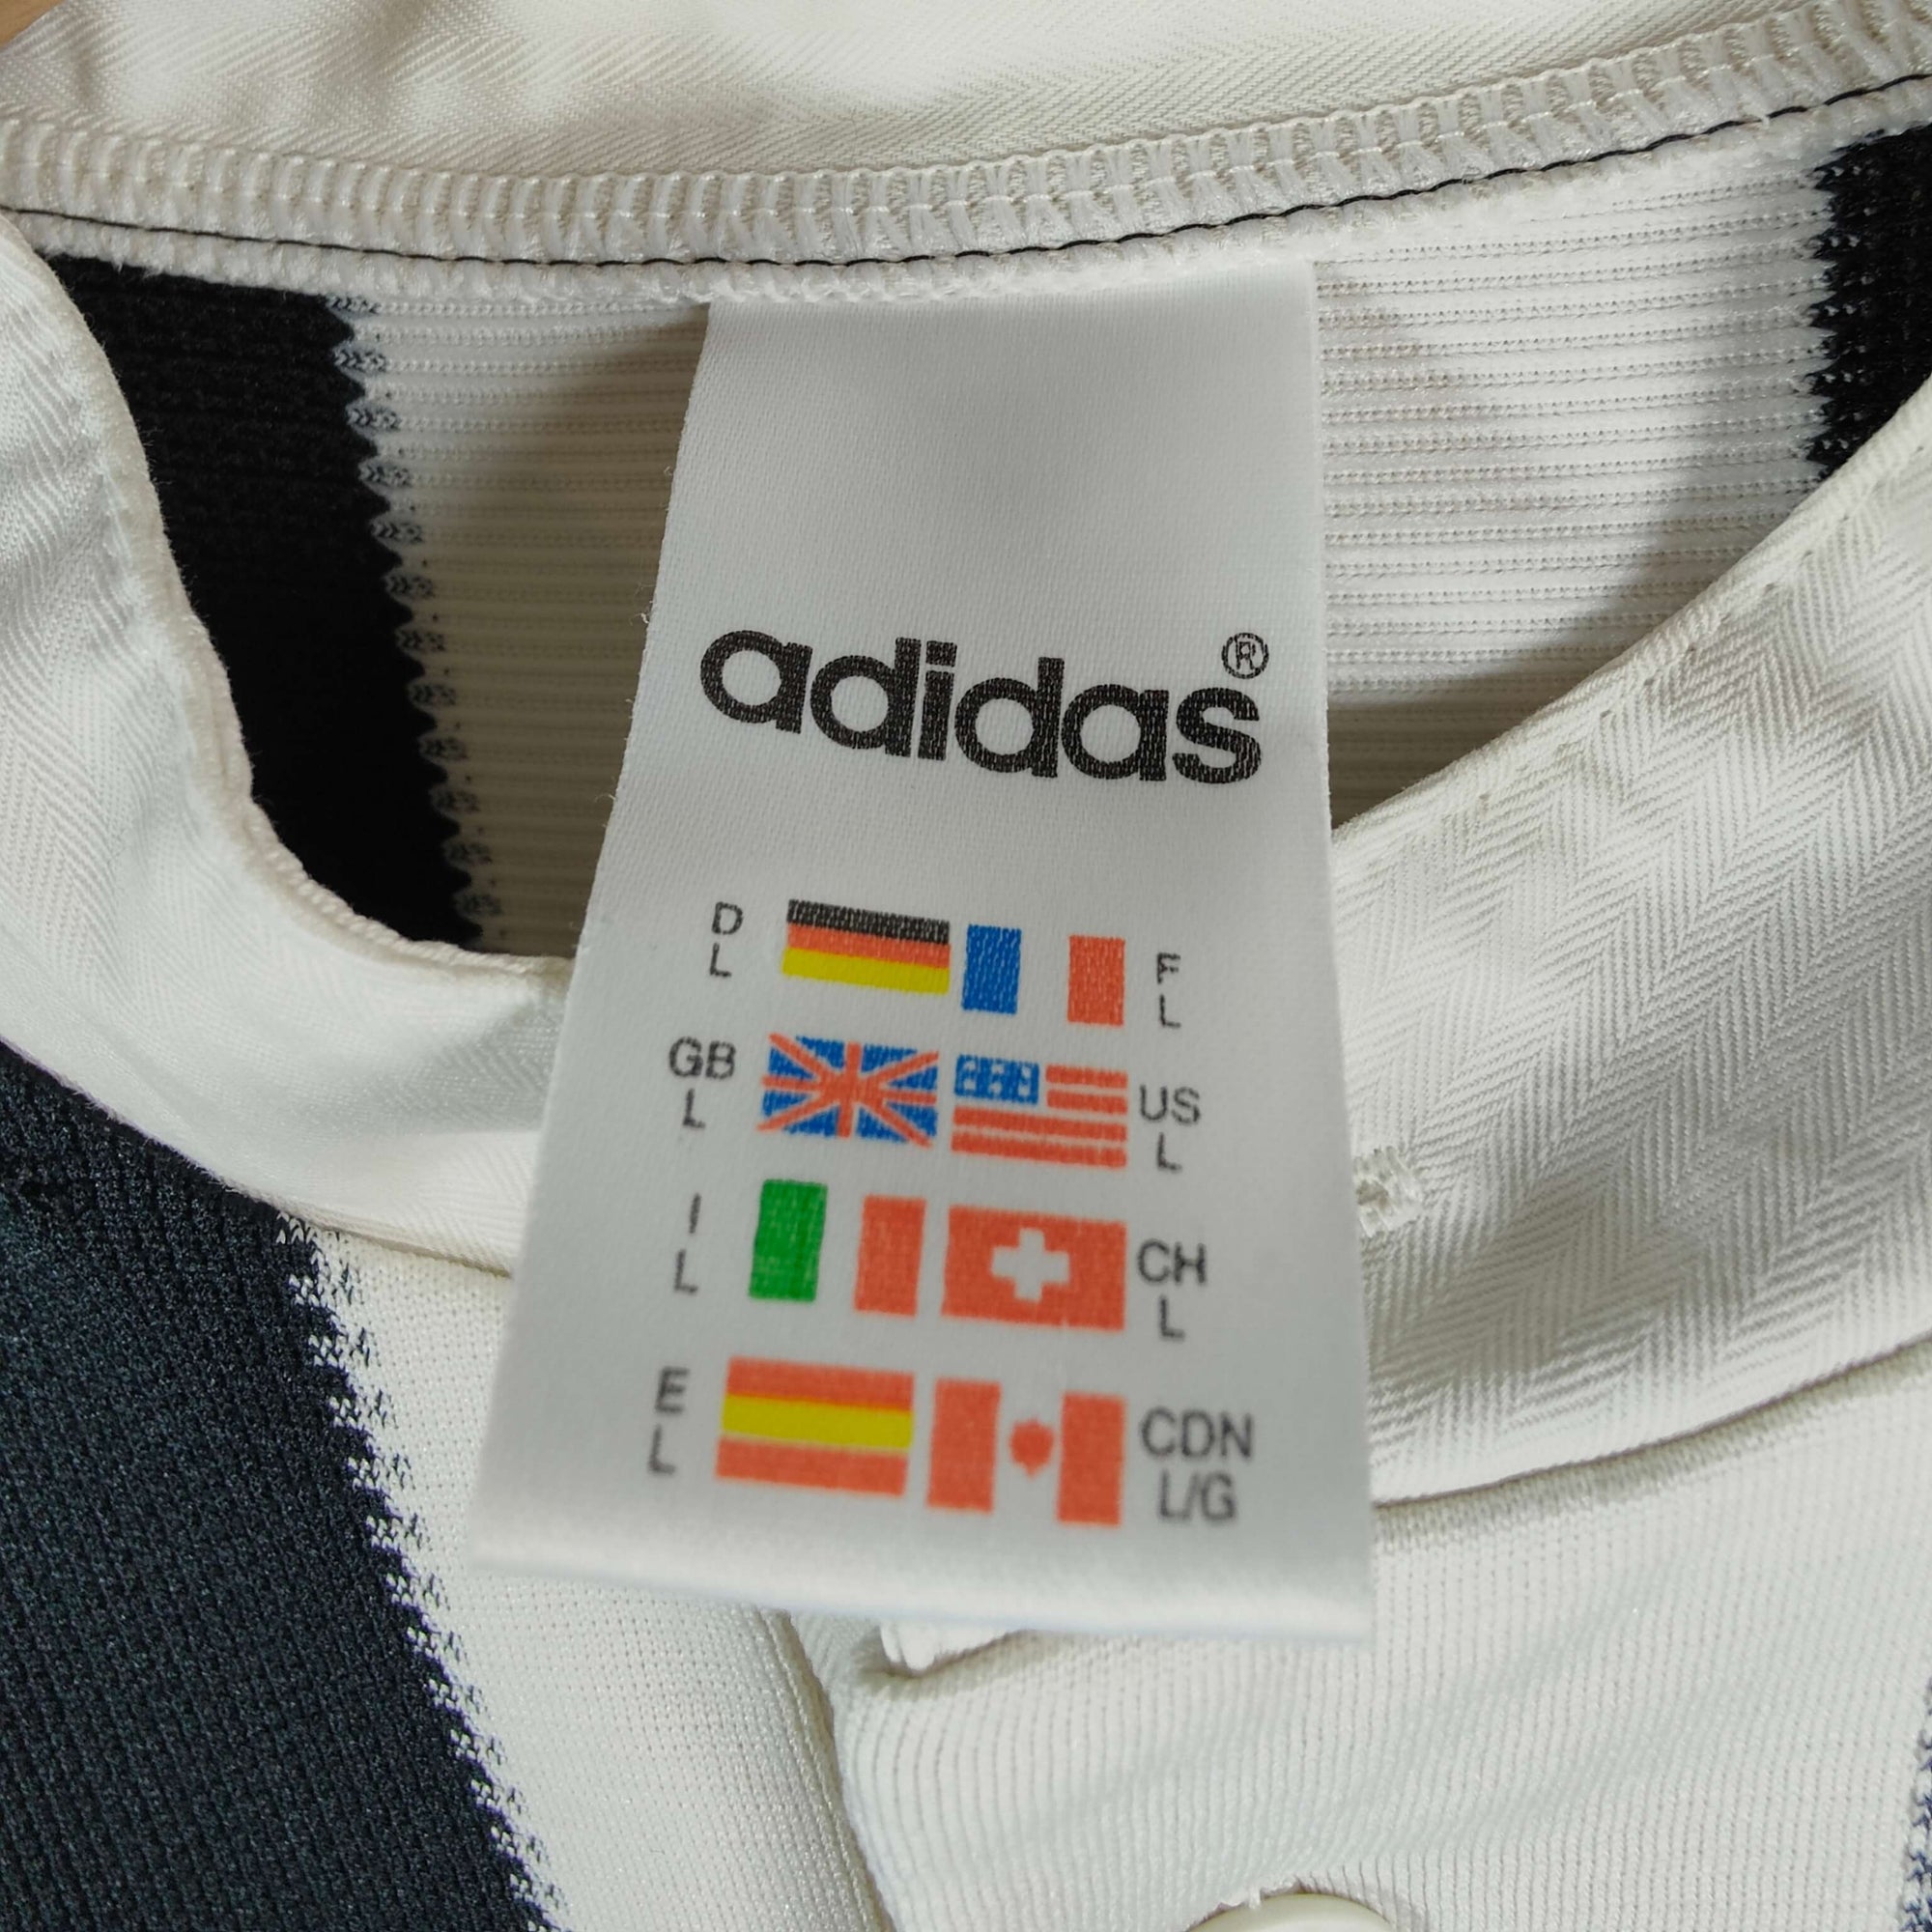 adidas®
D F
L L
GB US
L L
I CH
L L
E CDN
L L/G